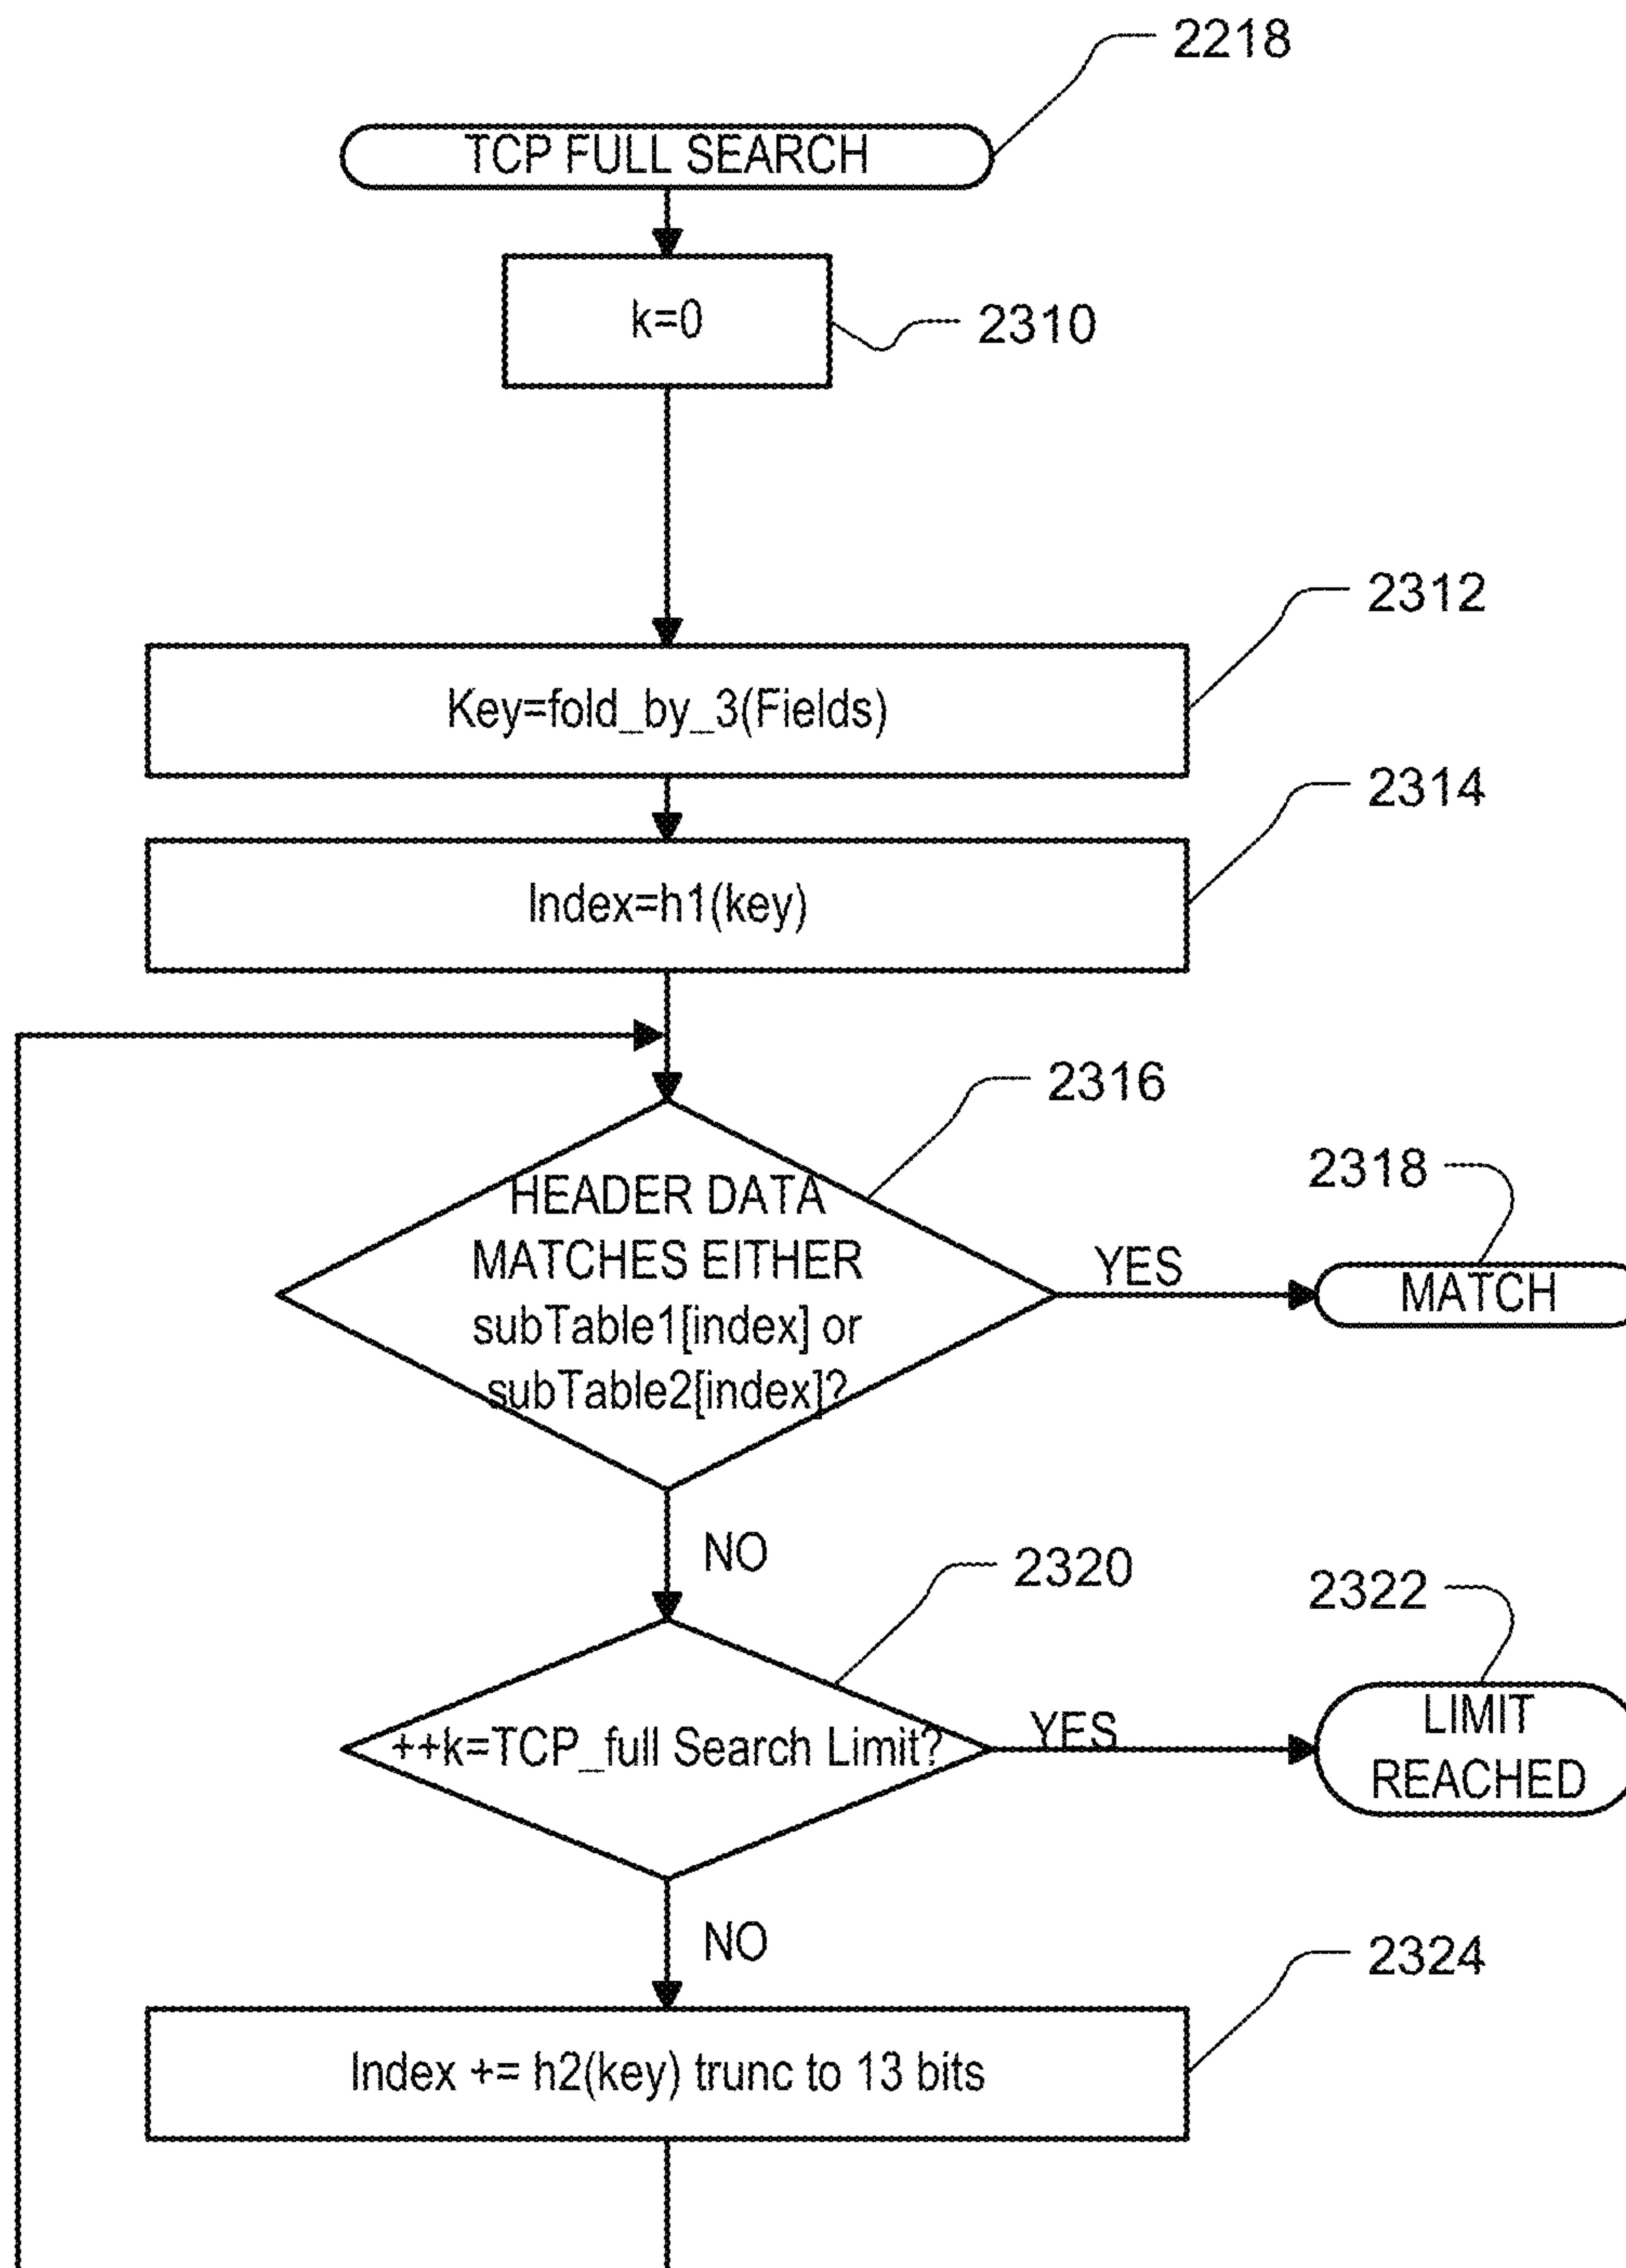 2218
TCP FULL SEARCH
k=0
2310
2312
Key=fold_by_3(Fields)
2314
Index=h1(key)
2316
HEADER DATA
MATCHES EITHER
subTable1[index] or
subTable2[index]?
YES
2318
MATCH
NO
2320
++k=TCP_full Search Limit?
YES
2322
LIMIT
REACHED
NO
2324
Index += h2(key) trunc to 13 bits